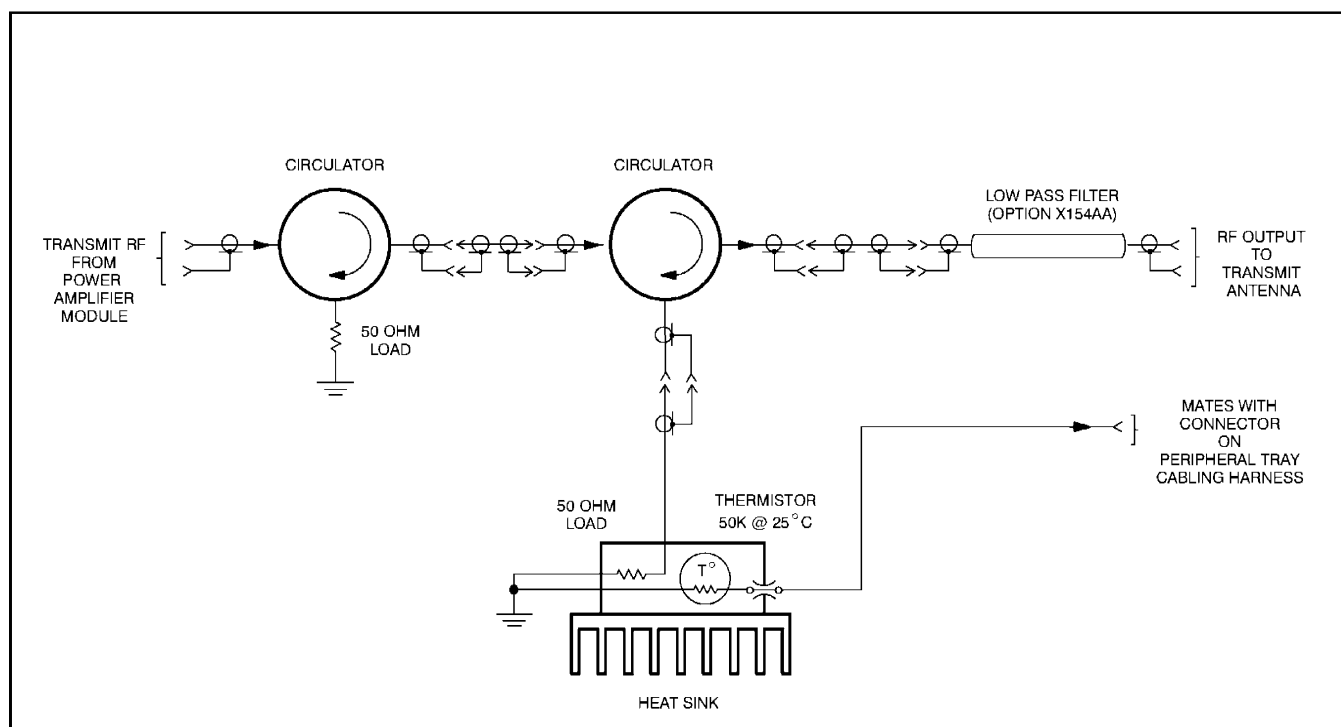 CIRCULATOR
CIRCULATOR
LOW PASS FILTER
(OPTION X154AA)
TRANSMIT RF
FROM
POWER
AMPLIFIER
MODULE
RF OUTPUT
TO
TRANSMIT
ANTENNA
50 OHM
LOAD
MATES WITH
CONNECTOR
ON
PERIPHERAL TRAY
CABLING HARNESS
50 OHM
LOAD
THERMISTOR
50K @ 25°C
T°
HEAT SINK